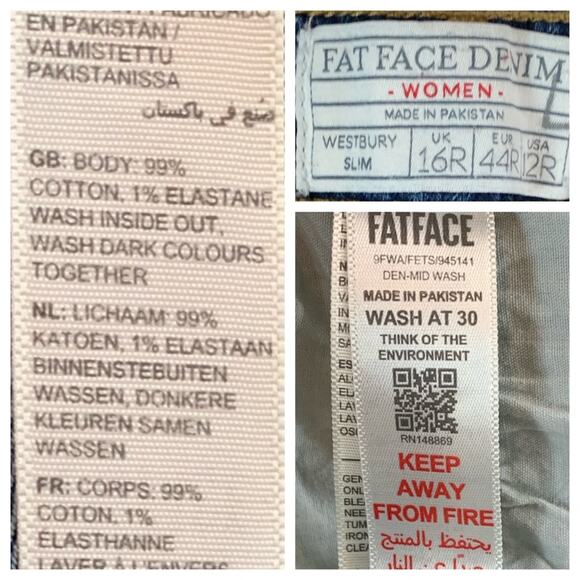 EN PAKISTAN /
VALMISTETTU
PAKISTANISSA
صُنع في باكستان
GB: BODY: 99%
COTTON, 1% ELASTANE
WASH INSIDE OUT,
WASH DARK COLOURS
TOGETHER
NL: LICHAAM: 99%
KATOEN, 1% ELASTAAN
BINNENSTEBUITEN
WASSEN, DONKERE
KLEUREN SAMEN
WASSEN
FR: CORPS: 99%
COTON, 1%
ELASTHANNE
LAVER À L'ENVERS
FAT FACE DENIM
- WOMEN -
MADE IN PAKISTAN
WESTBURY SLIM
UK 16R
EUR 44R
USA 12R
FATFACE
9FWA/FETS/945141
DEN-MID WASH
MADE IN PAKISTAN
WASH AT 30
THINK OF THE
ENVIRONMENT
RN148869
KEEP
AWAY
FROM FIRE
يحتفظ بالمنتج